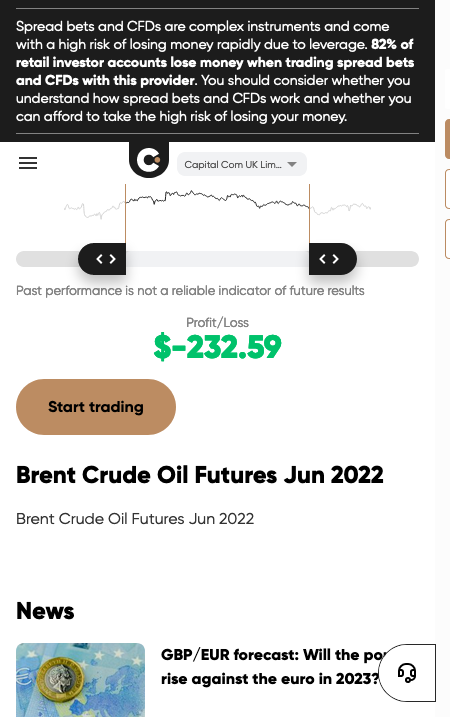 Spread bets and CFDs are complex instruments and come
with a high risk of losing money rapidly due to leverage. 82% of
retail investor accounts lose money when trading spread bets
and CFDs with this provider. You should consider whether you
understand how spread bets and CFDs work and whether you
can afford to take the high risk of losing your money.
Capital Com UK Lim...
Past performance is not a reliable indicator of future results
Profit/Loss
$-232.59
Start trading
Brent Crude Oil Futures Jun 2022
Brent Crude Oil Futures Jun 2022
News
GBP/EUR forecast: Will the
rise against the euro in 2023?